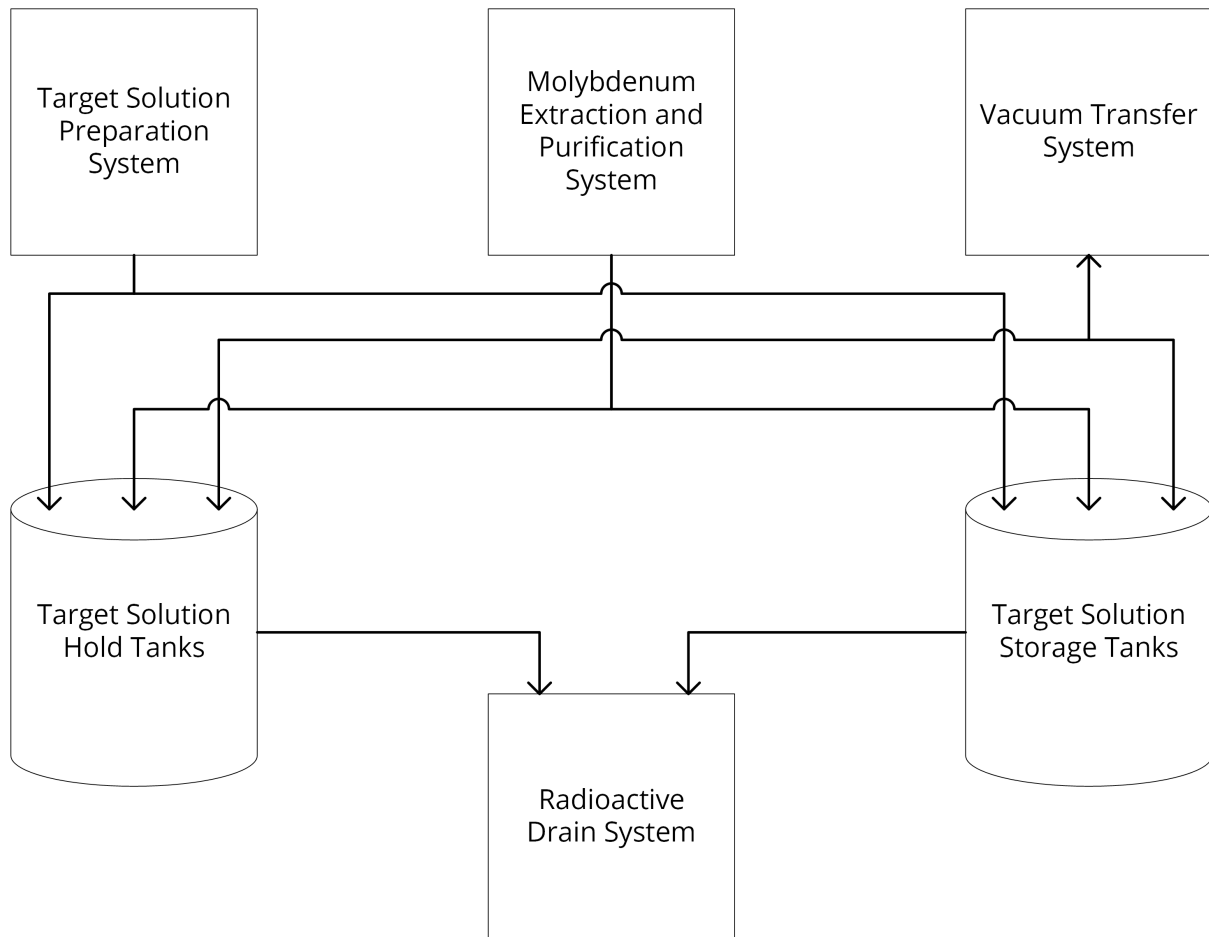 Target Solution
Preparation
System
Molybdenum
Extraction and
Purification
System
Vacuum Transfer
System
Target Solution
Hold Tanks
Target Solution
Storage Tanks
Radioactive
Drain System